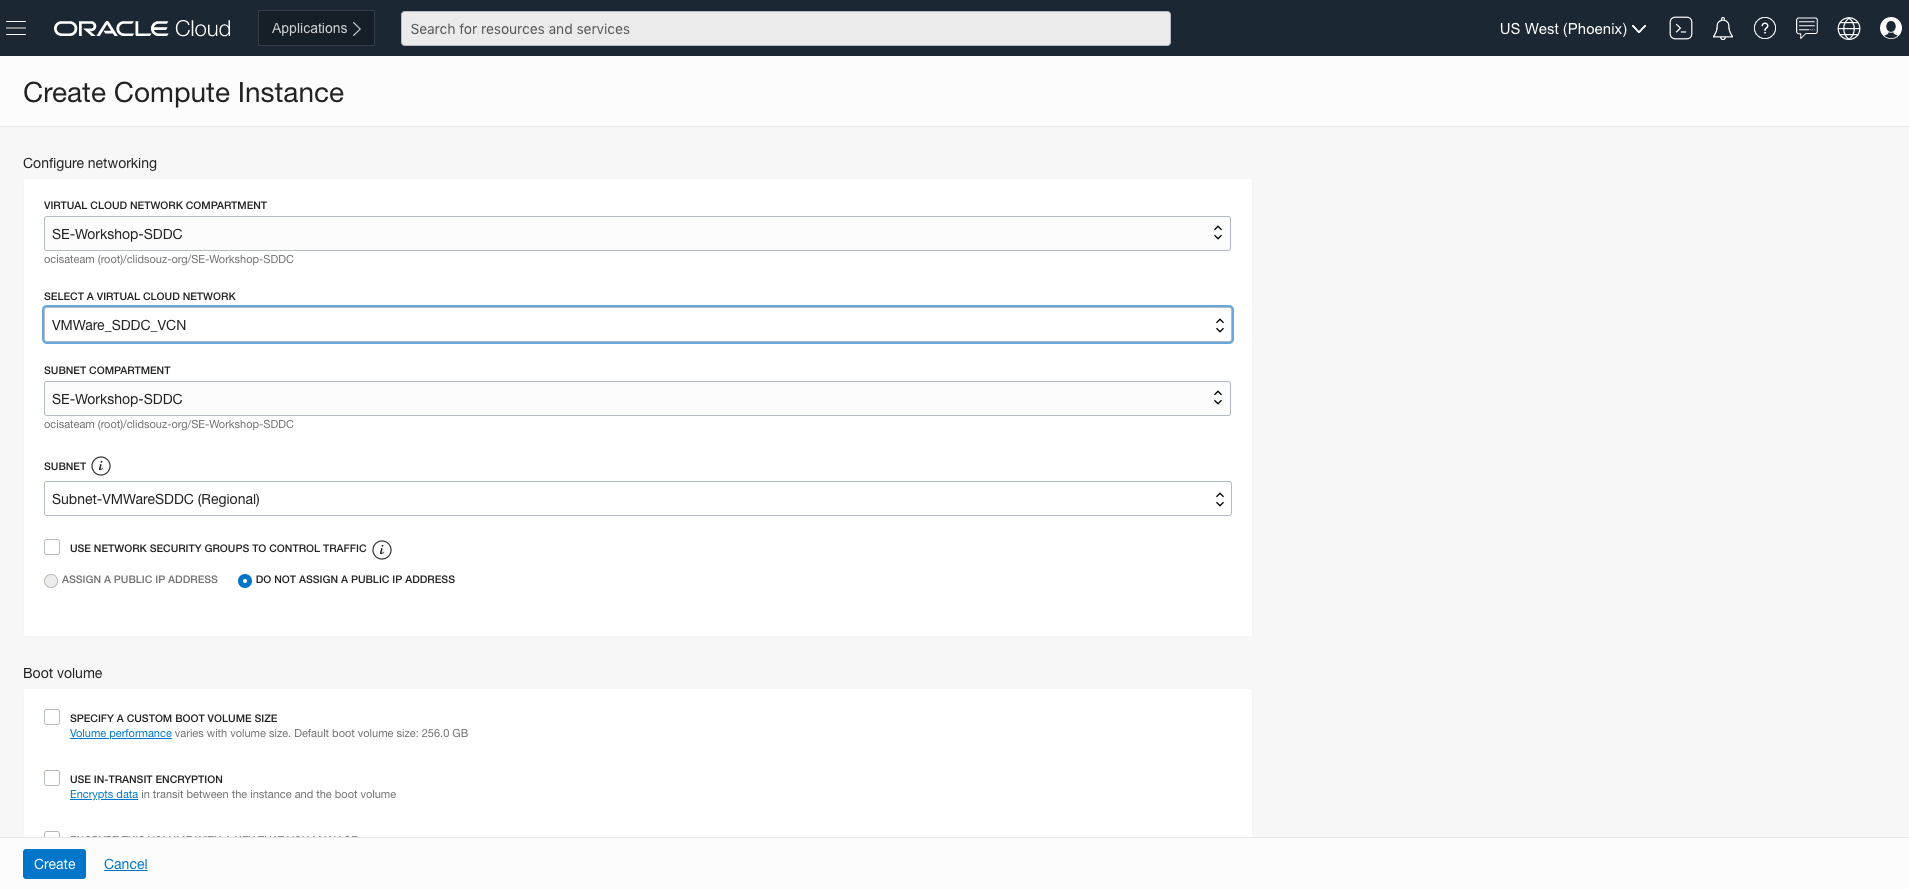 ORACLE Cloud
Applications
Search for resources and services
US West (Phoenix)
Create Compute Instance
Configure networking
VIRTUAL CLOUD NETWORK COMPARTMENT
SE-Workshop-SDDC
ocisateam (root)/clidsouz-org/SE-Workshop-SDDC
SELECT A VIRTUAL CLOUD NETWORK
VMWare_SDDC_VCN
SUBNET COMPARTMENT
SE-Workshop-SDDC
ocisateam (root)/clidsouz-org/SE-Workshop-SDDC
SUBNET
Subnet-VMWareSDDC (Regional)
USE NETWORK SECURITY GROUPS TO CONTROL TRAFFIC
ASSIGN A PUBLIC IP ADDRESS DO NOT ASSIGN A PUBLIC IP ADDRESS
Boot volume
SPECIFY A CUSTOM BOOT VOLUME SIZE
Volume performance varies with volume size. Default boot volume size: 256.0 GB
USE IN-TRANSIT ENCRYPTION
Encrypts data in transit between the instance and the boot volume
Create Cancel